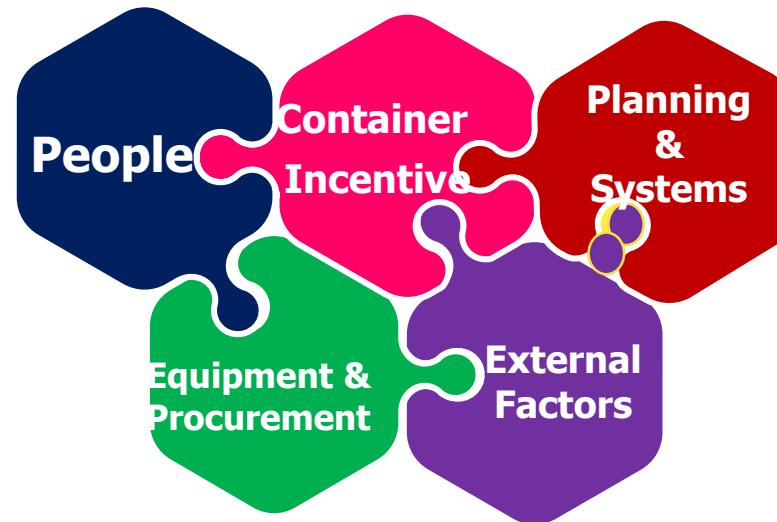 People
Container
Incentive
Planning
&
Systems
Equipment &
Procurement
External
Factors